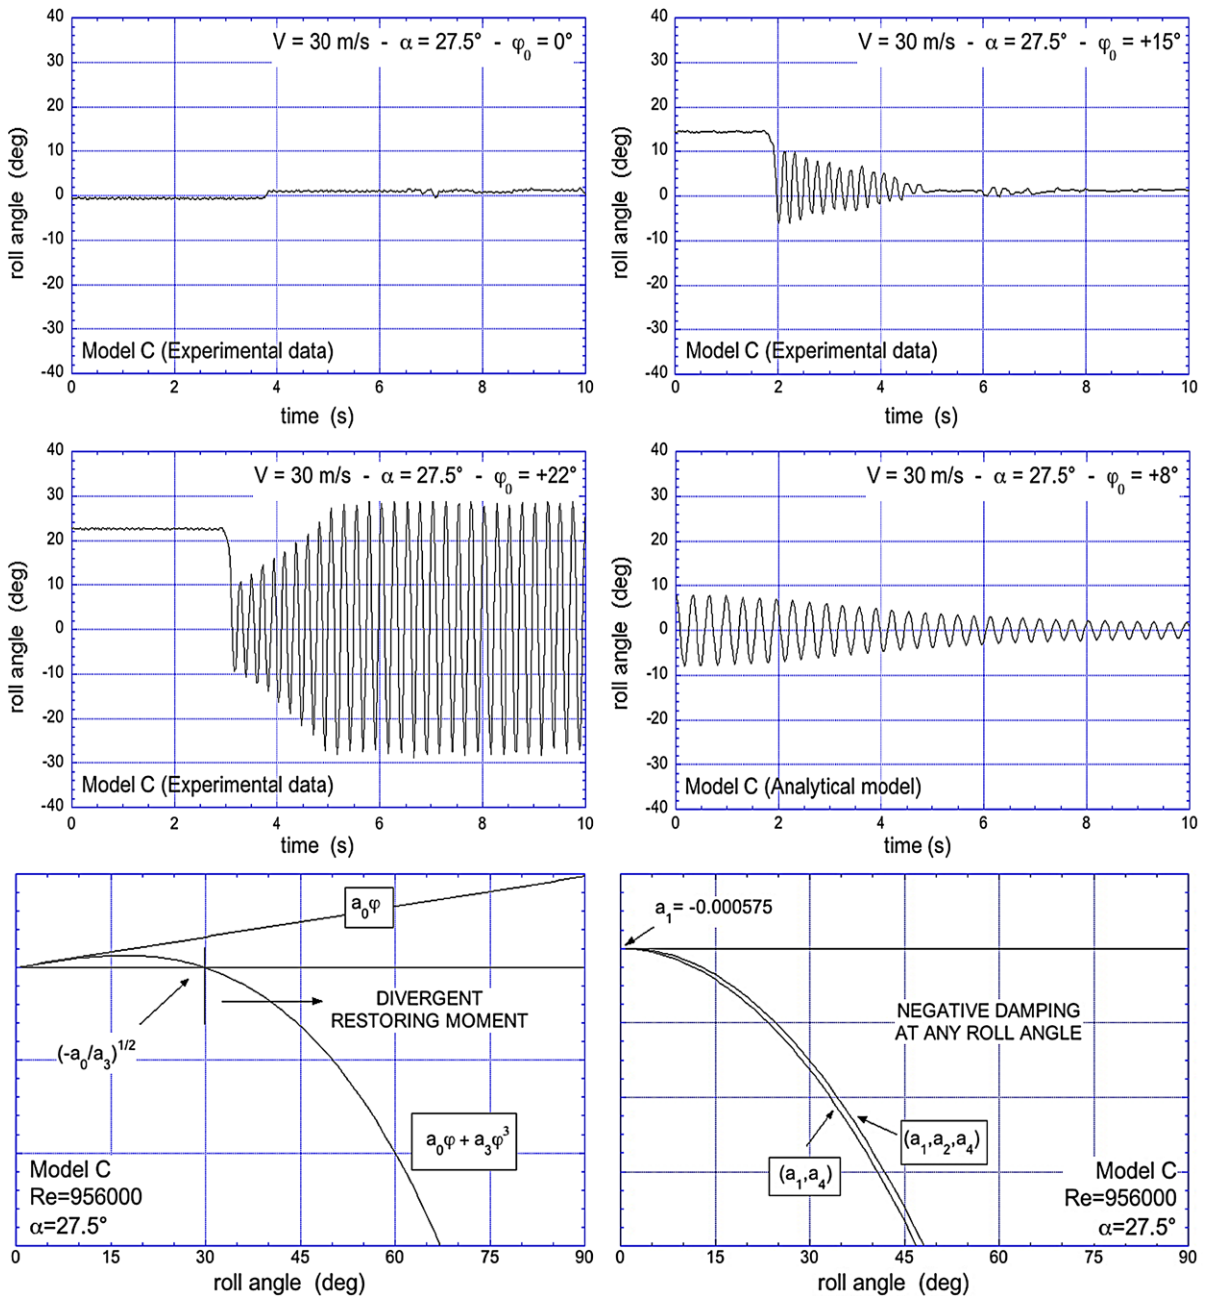 V = 30 m/s - α = 27.5° - φ₀ = 0°
40
30
20
10
0
-10
-20
-30
-40
roll angle (deg)
Model C (Experimental data)
0 2 4 6 8 10
time (s)
V = 30 m/s - α = 27.5° - φ₀ = +15°
40
30
20
10
0
-10
-20
-30
-40
roll angle (deg)
Model C (Experimental data)
0 2 4 6 8 10
time (s)
V = 30 m/s - α = 27.5° - φ₀ = +22°
40
30
20
10
0
-10
-20
-30
-40
roll angle (deg)
Model C (Experimental data)
0 2 4 6 8 10
time (s)
V = 30 m/s - α = 27.5° - φ₀ = +8°
40
30
20
10
0
-10
-20
-30
-40
roll angle (deg)
Model C (Analytical model)
0 2 4 6 8 10
time (s)
a₀φ
DIVERGENT
RESTORING MOMENT
(-a₀/a₃)¹/²
a₀φ + a₃φ³
Model C
Re=956000
α=27.5°
0 15 30 45 60 75 90
roll angle (deg)
a₁= -0.000575
NEGATIVE DAMPING
AT ANY ROLL ANGLE
(a₁,a₂,a₄)
(a₁,a₄)
Model C
Re=956000
α=27.5°
0 15 30 45 60 75 90
roll angle (deg)